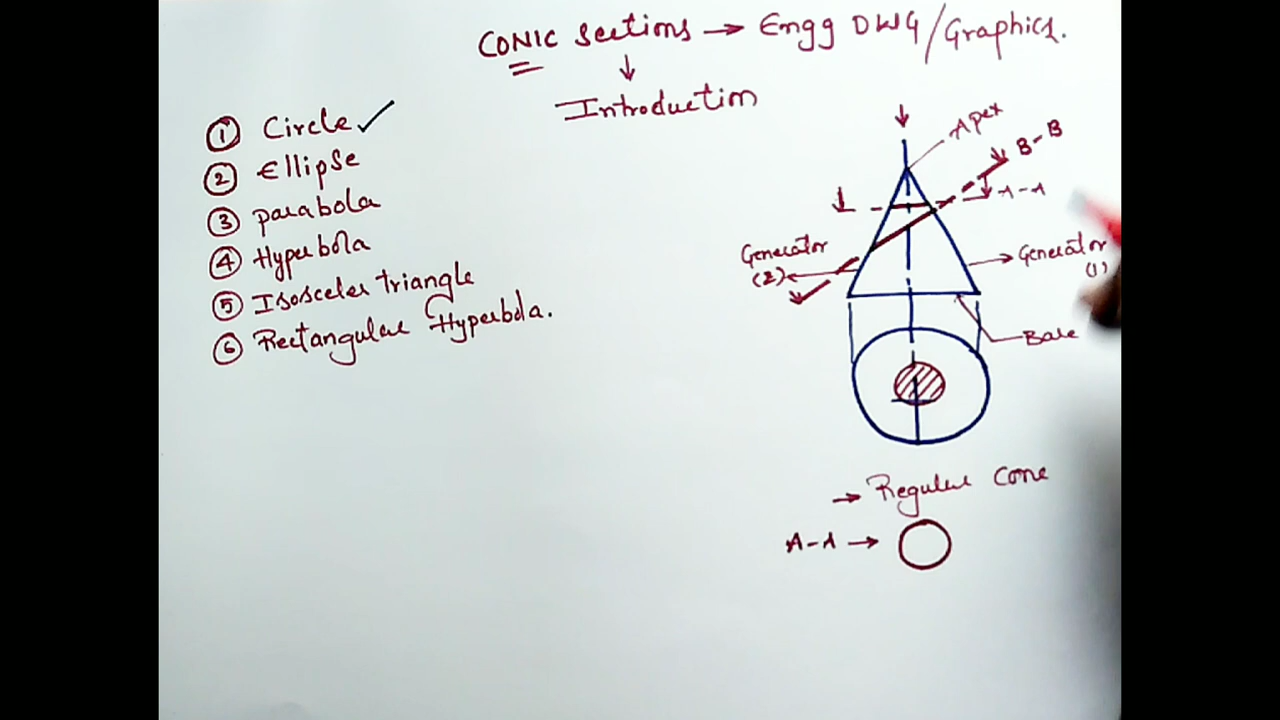 CONIC Sections → Engg DWG/Graphics.
↓
Introduction
① Circle ✓
② Ellipse
③ parabola
④ Hyperbola
⑤ Isosceles triangle
⑥ Rectangular Hyperbola.
Apex
B-B
A-A
Generator
(2)
Generator
(1)
Base
→ Regular Cone
A-A →